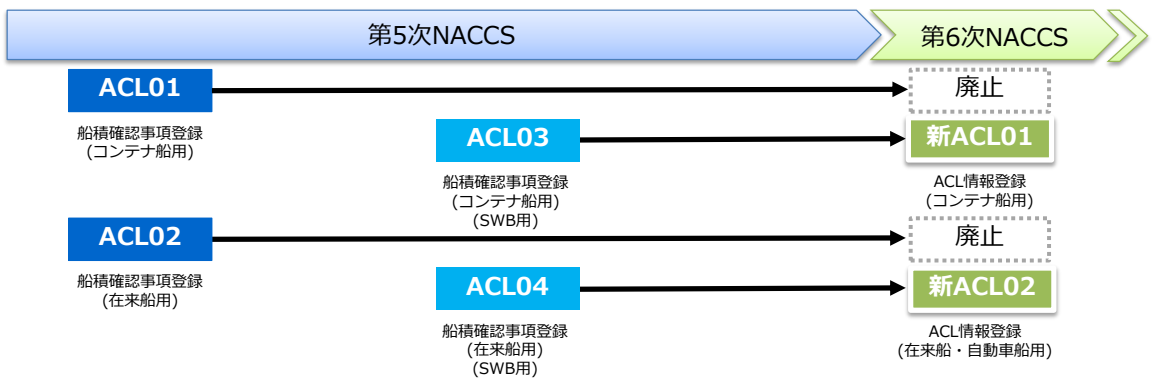 第5次NACCS
第6次NACCS
ACL01
廃止
船積確認事項登録
(コンテナ船用)
ACL03
新ACL01
船積確認事項登録
(コンテナ船用)
(SWB用)
ACL情報登録
(コンテナ船用)
ACL02
廃止
船積確認事項登録
(在来船用)
ACL04
新ACL02
船積確認事項登録
(在来船用)
(SWB用)
ACL情報登録
(在来船・自動車船用)